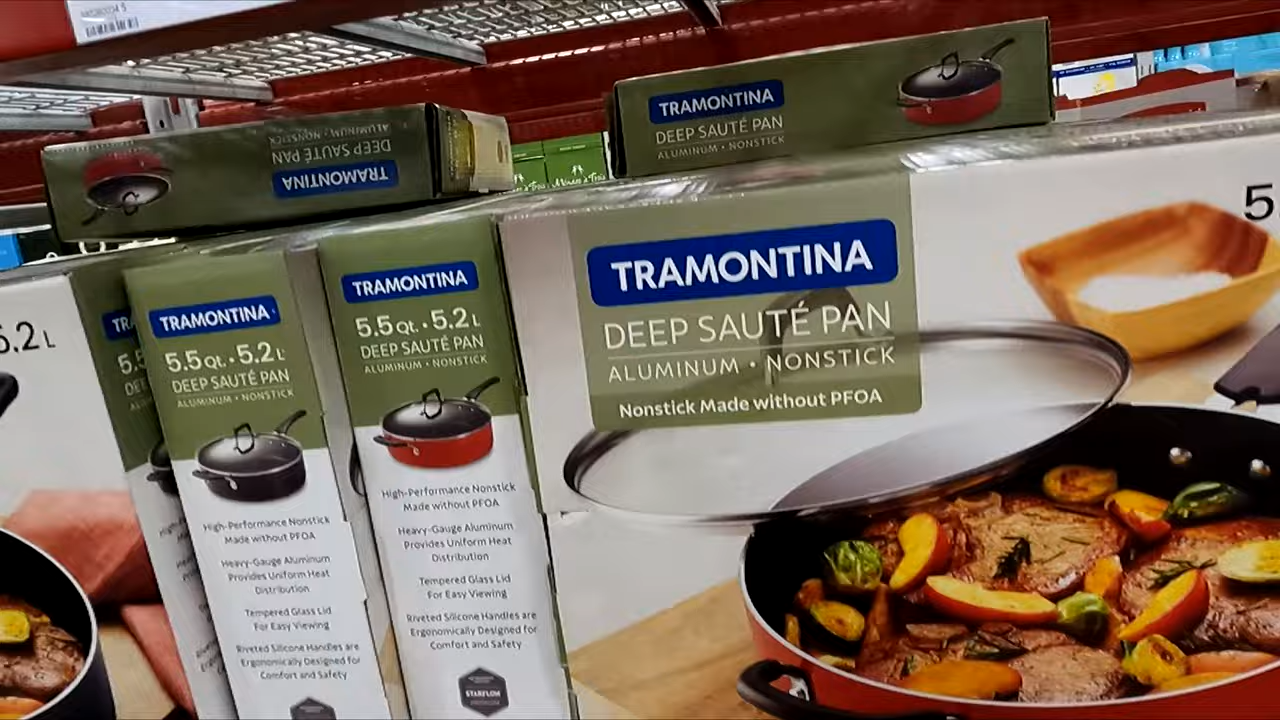 TRAMONTINA
DEEP SAUTÉ PAN
ALUMINUM • NONSTICK
TRAMONTINA
DEEP SAUTÉ PAN
ALUMINUM • NONSTICK
TRAMONTINA
DEEP SAUTÉ PAN
ALUMINUM • NONSTICK
Nonstick Made without PFOA
5
5.2 L
TRAMONTINA
5.5 Qt. • 5.2 L
DEEP SAUTÉ PAN
ALUMINUM • NONSTICK
High-Performance Nonstick
Made without PFOA
Heavy-Gauge Aluminum
Provides Uniform Heat
Distribution
Tempered Glass Lid
For Easy Viewing
Riveted Silicone Handles are
Ergonomically Designed for
Comfort and Safety
TRAMONTINA
5.5 Qt. • 5.2 L
DEEP SAUTÉ PAN
ALUMINUM • NONSTICK
High-Performance Nonstick
Made without PFOA
Heavy-Gauge Aluminum
Provides Uniform Heat
Distribution
Tempered Glass Lid
For Easy Viewing
Riveted Silicone Handles are
Ergonomically Designed for
Comfort and Safety
STARFLON